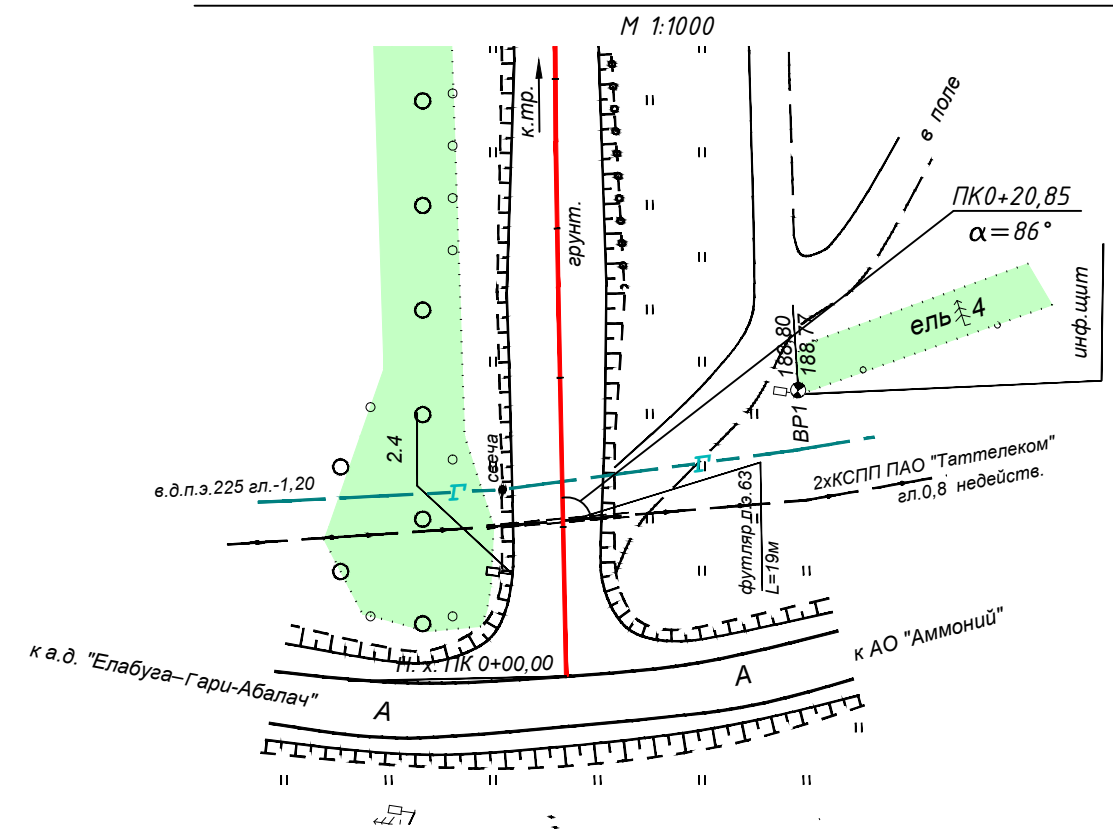 М 1:1000
к.тр.
в поле
ПК0+20,85
α=86°
грунт.
инф.щит
ель 4
188,80
188,77
ВР1
2.4
свеча
Г
Г
в.д.п.э.225 гл.-1,20
2хКСПП ПАО "Таттелеком"
гл.0,8 недейств.
футляр д.э.63
L=19м
Н. х. ПК 0+00,00
к а.д. "Елабуга-Гари-Абалач"
к АО "Аммоний"
А
А